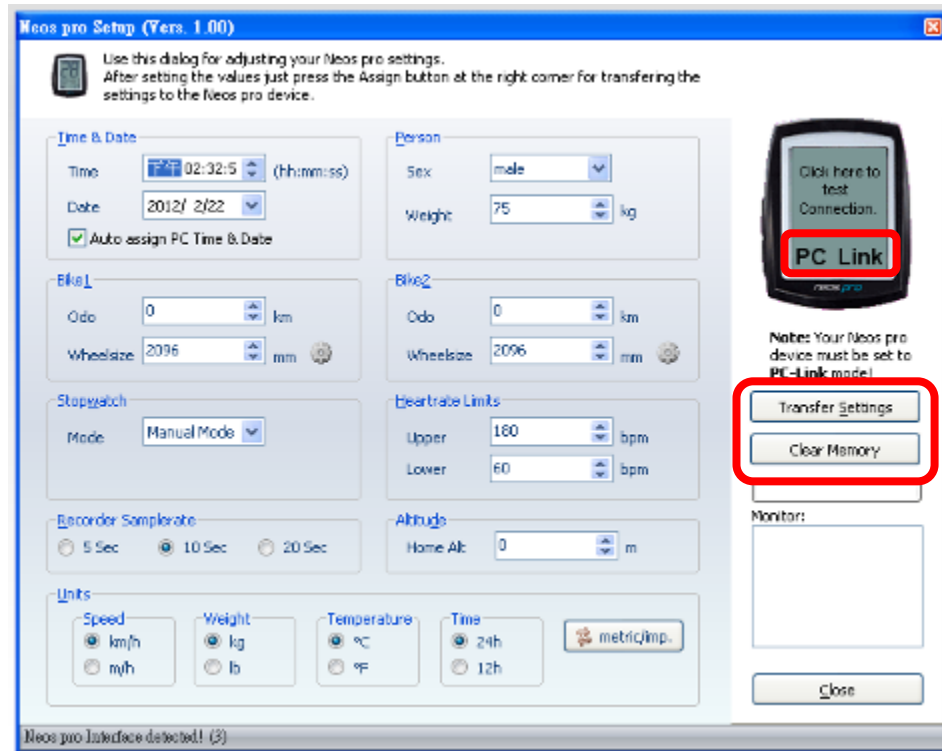 Neos pro Setup (Vers. 1.00)
Use this dialog for adjusting your Neos pro settings.
After setting the values just press the Assign button at the right corner for transfering the
settings to the Neos pro device.
Time & Date
Time 下午 02:32:5 (hh:mm:ss)
Date 2012/ 2/22
Auto assign PC Time & Date
Person
Sex male
Weight 75 kg
Bike1
Odo 0 km
Wheelsize 2096 mm
Bike2
Odo 0 km
Wheelsize 2096 mm
Stopwatch
Mode Manual Mode
Heartrate Limits
Upper 180 bpm
Lower 60 bpm
Recorder Samplerate
5 Sec 10 Sec 20 Sec
Altitude
Home Alt 0 m
Units
Speed
km/h
m/h
Weight
kg
lb
Temperature
°C
°F
Time
24h
12h
metric/imp.
Click here to
test
Connection.
PC Link
neos pro
Note: Your Neos pro
device must be set to
PC-Link mode!
Transfer Settings
Clear Memory
Monitor:
Close
Neos pro Interface detected! (3)